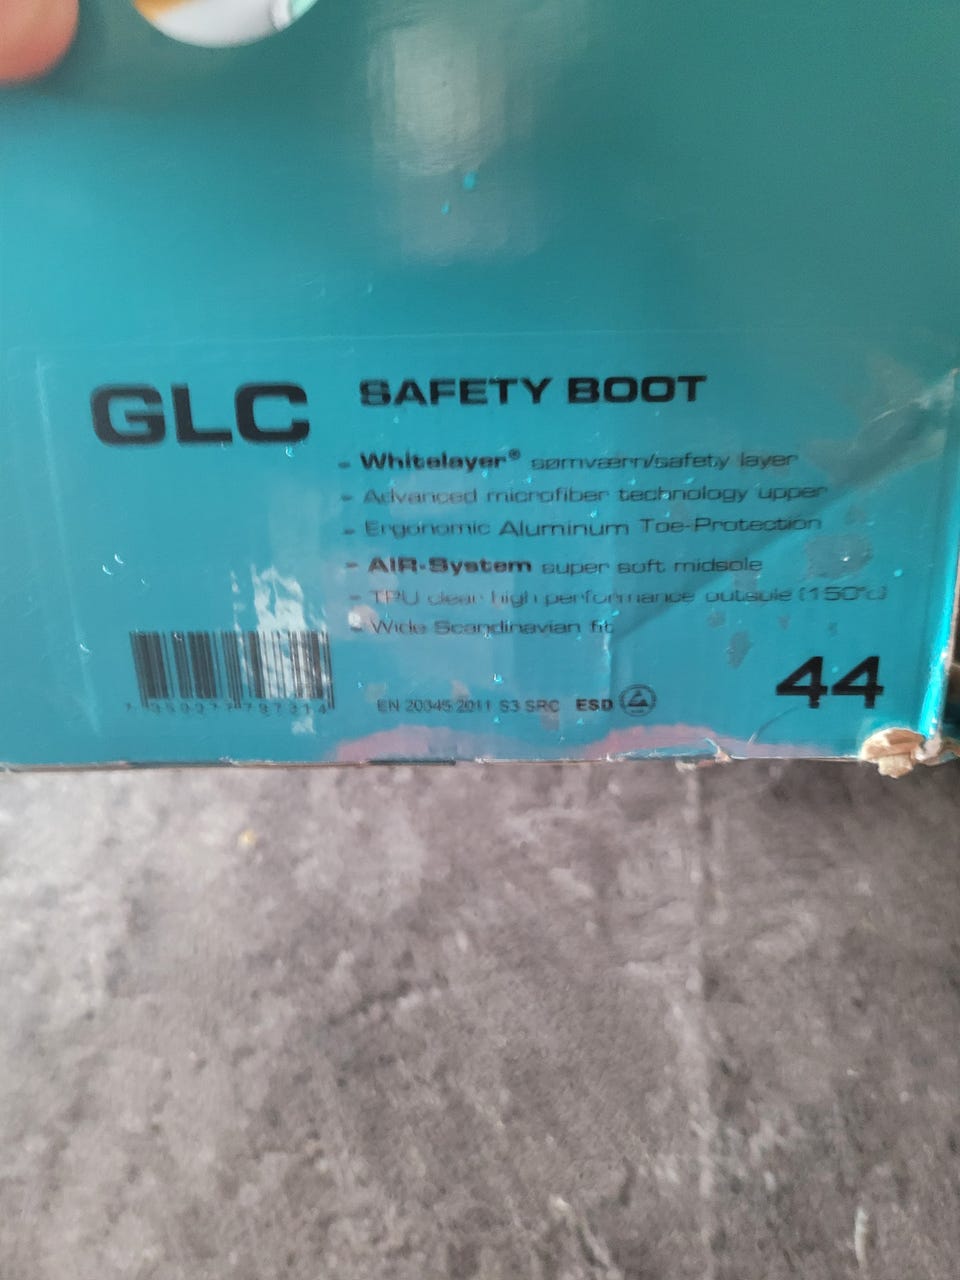 GLC
SAFETY BOOT
- Whitelayer® sømværn/safety layer
- Advanced microfiber technology upper
- Ergonomic Aluminum Toe-Protection
- AIR-System super soft midsole
- TPU clear high performance outsole (150°c)
- Wide Scandinavian fit
EN 20345:2011 S3 SRC ESD
44